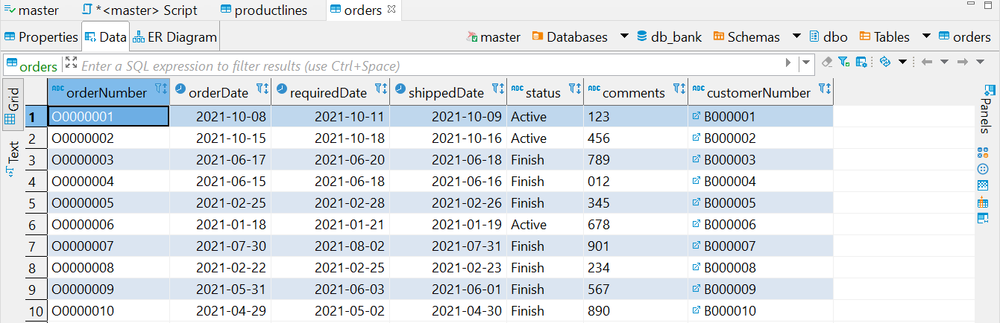 master *<master> Script productlines orders
Properties Data ER Diagram master Databases db_bank Schemas dbo Tables orders
orders Enter a SQL expression to filter results (use Ctrl+Space)
Grid
Text
ABC orderNumber orderDate requiredDate shippedDate ABC status ABC comments ABC customerNumber
1 O0000001 2021-10-08 2021-10-11 2021-10-09 Active 123 B000001
2 O0000002 2021-10-15 2021-10-18 2021-10-16 Active 456 B000002
3 O0000003 2021-06-17 2021-06-20 2021-06-18 Finish 789 B000003
4 O0000004 2021-06-15 2021-06-18 2021-06-16 Finish 012 B000004
5 O0000005 2021-02-25 2021-02-28 2021-02-26 Finish 345 B000005
6 O0000006 2021-01-18 2021-01-21 2021-01-19 Active 678 B000006
7 O0000007 2021-07-30 2021-08-02 2021-07-31 Finish 901 B000007
8 O0000008 2021-02-22 2021-02-25 2021-02-23 Finish 234 B000008
9 O0000009 2021-05-31 2021-06-03 2021-06-01 Finish 567 B000009
10 O0000010 2021-04-29 2021-05-02 2021-04-30 Finish 890 B000010
Panels